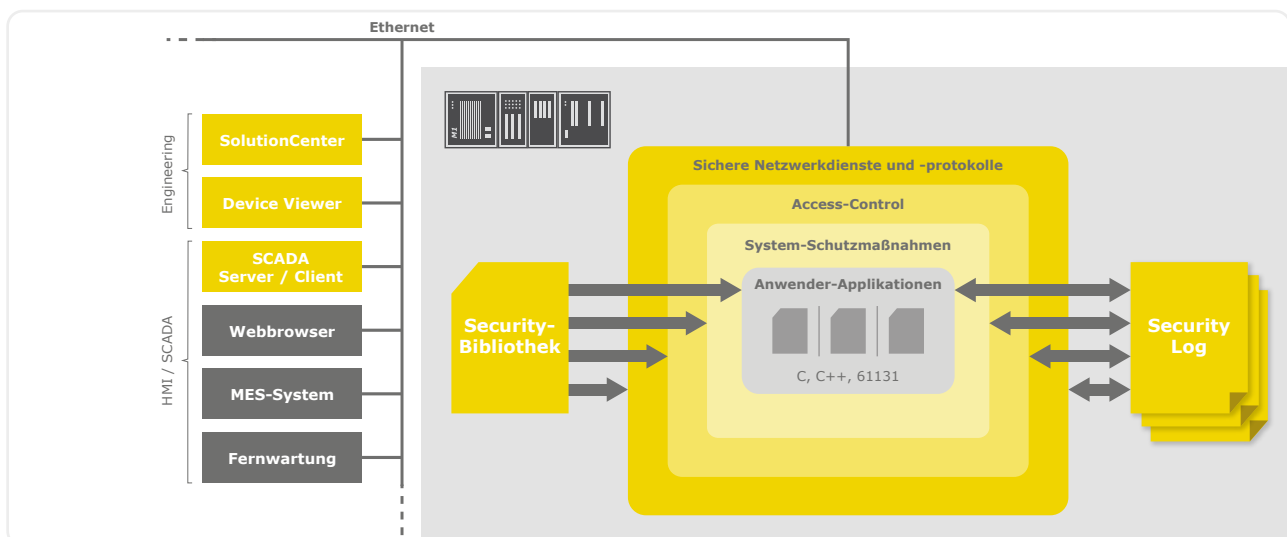 Ethernet
Engineering
SolutionCenter
Device Viewer
HMI / SCADA
SCADA
Server / Client
Webbrowser
MES-System
Fernwartung
M1
Sichere Netzwerkdienste und -protokolle
Access-Control
System-Schutzmaßnahmen
Anwender-Applikationen
C, C++, 61131
Security-
Bibliothek
Security
Log